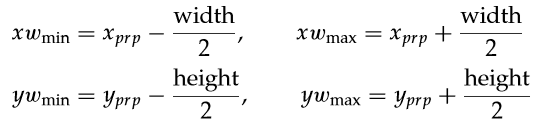 xw_min = x_prp − width/2,  xw_max = x_prp + width/2
yw_min = y_prp − height/2,  yw_max = y_prp + height/2